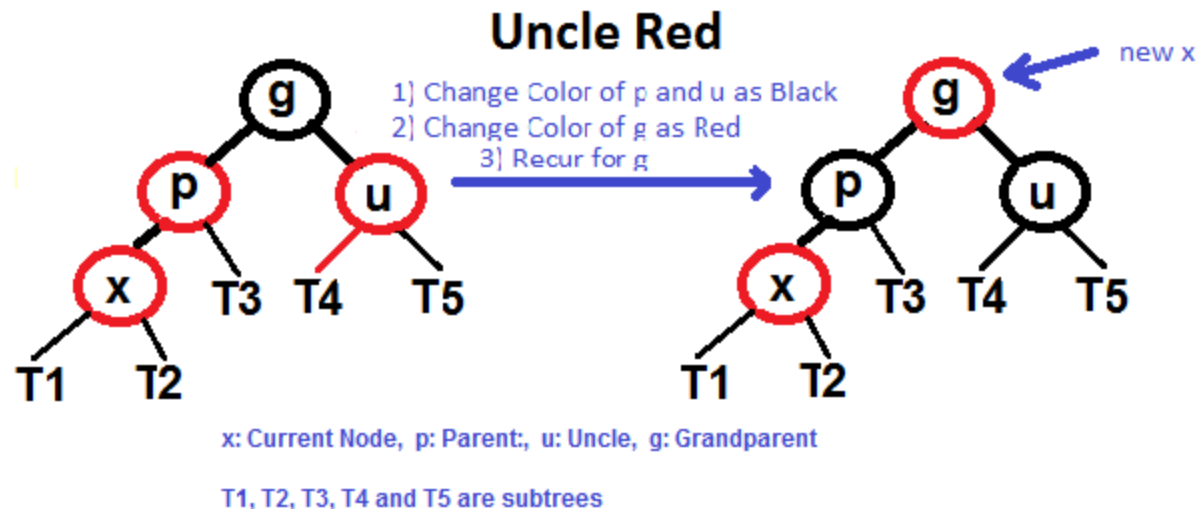 Uncle Red
new x
1) Change Color of p and u as Black
2) Change Color of g as Red
3) Recur for g
g
p
u
x
T3
T4
T5
T1
T2
g
p
u
x
T3
T4
T5
T1
T2
x: Current Node, p: Parent:, u: Uncle, g: Grandparent
T1, T2, T3, T4 and T5 are subtrees